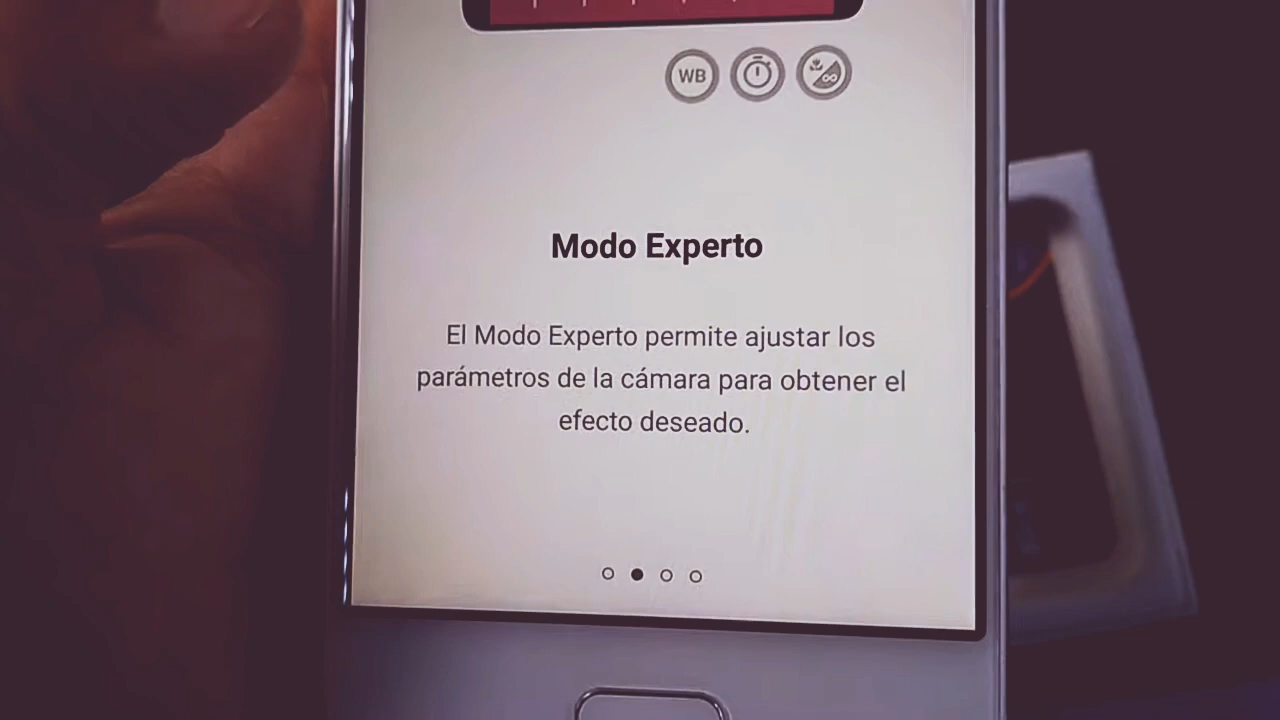 WB
Modo Experto
El Modo Experto permite ajustar los
parámetros de la cámara para obtener el
efecto deseado.